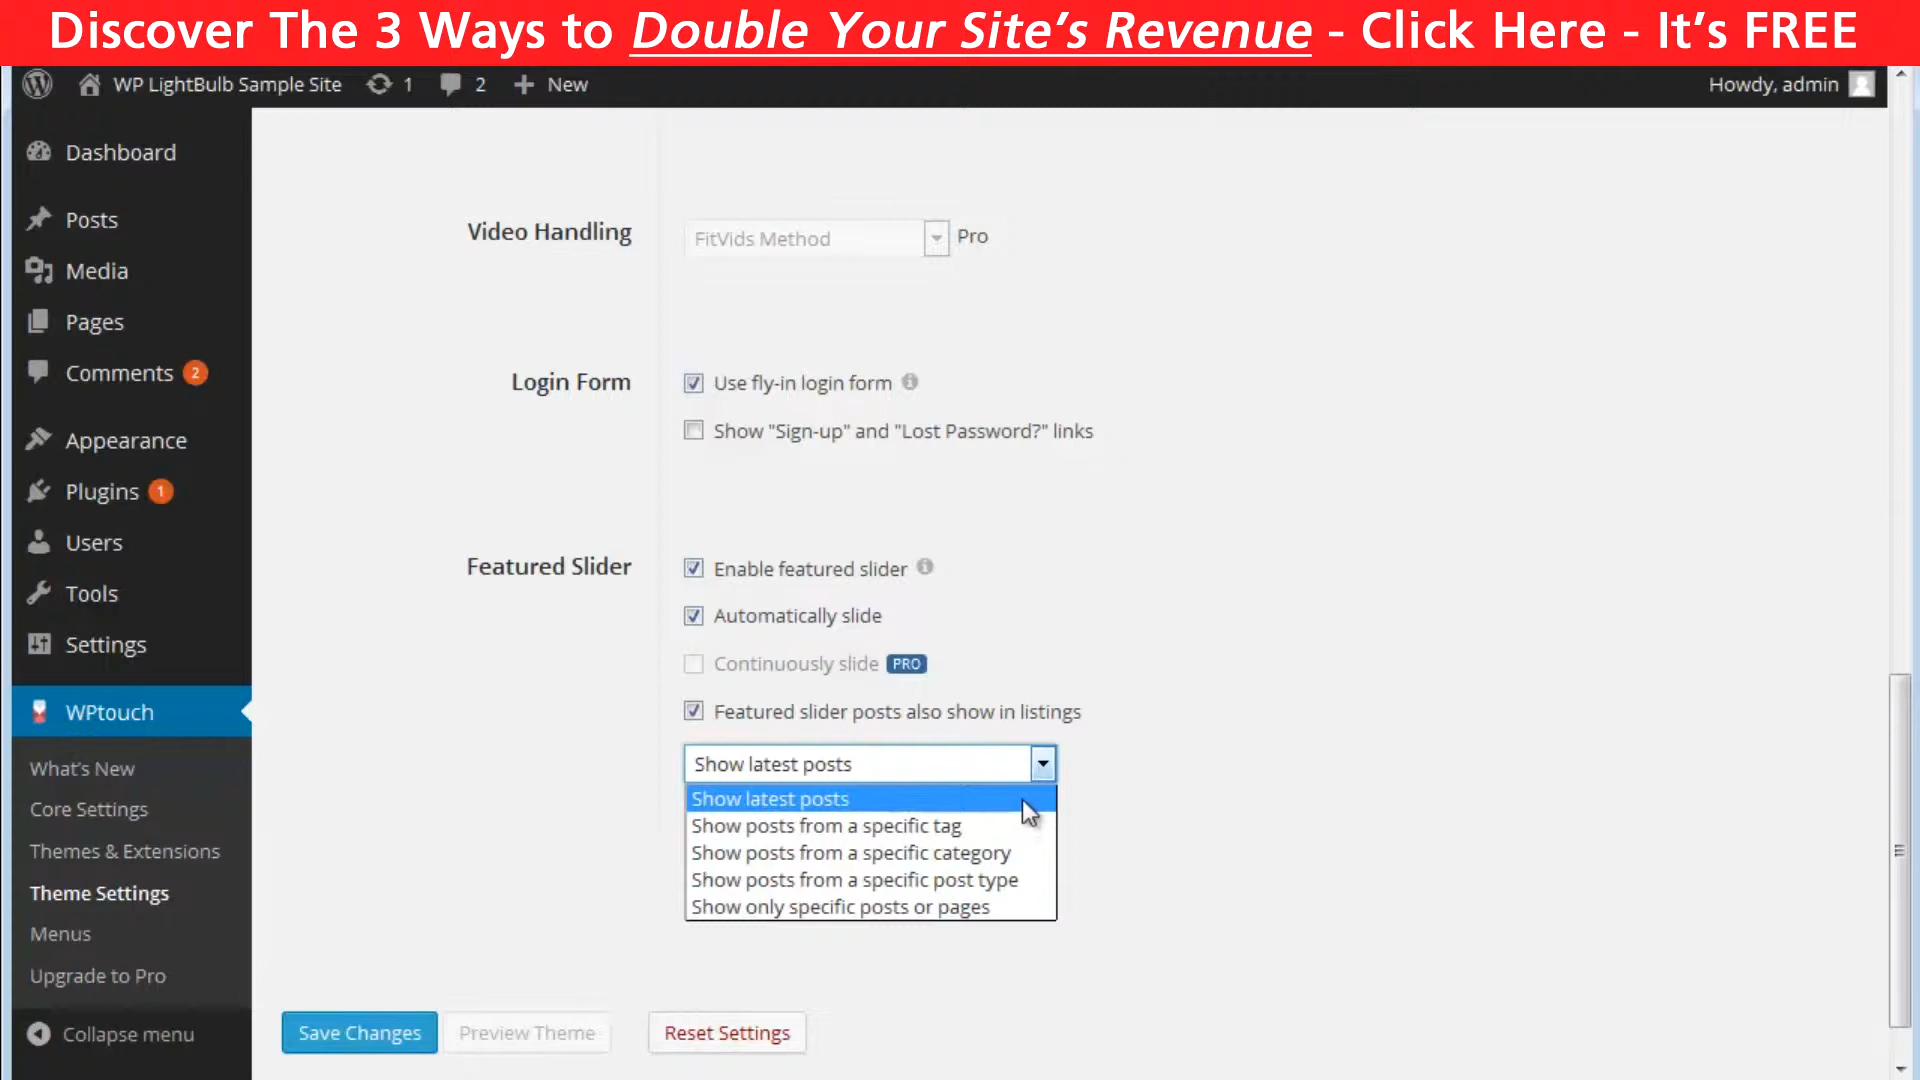 Discover The 3 Ways to Double Your Site's Revenue - Click Here - It's FREE
WP LightBulb Sample Site 1 2 New Howdy, admin
Dashboard
Posts
Media
Pages
Comments 2
Appearance
Plugins 1
Users
Tools
Settings
WPtouch
What's New
Core Settings
Themes & Extensions
Theme Settings
Menus
Upgrade to Pro
Collapse menu
Video Handling
FitVids Method Pro
Login Form
Use fly-in login form
Show "Sign-up" and "Lost Password?" links
Featured Slider
Enable featured slider
Automatically slide
Continuously slide PRO
Featured slider posts also show in listings
Show latest posts
Show latest posts
Show posts from a specific tag
Show posts from a specific category
Show posts from a specific post type
Show only specific posts or pages
Save Changes Preview Theme Reset Settings